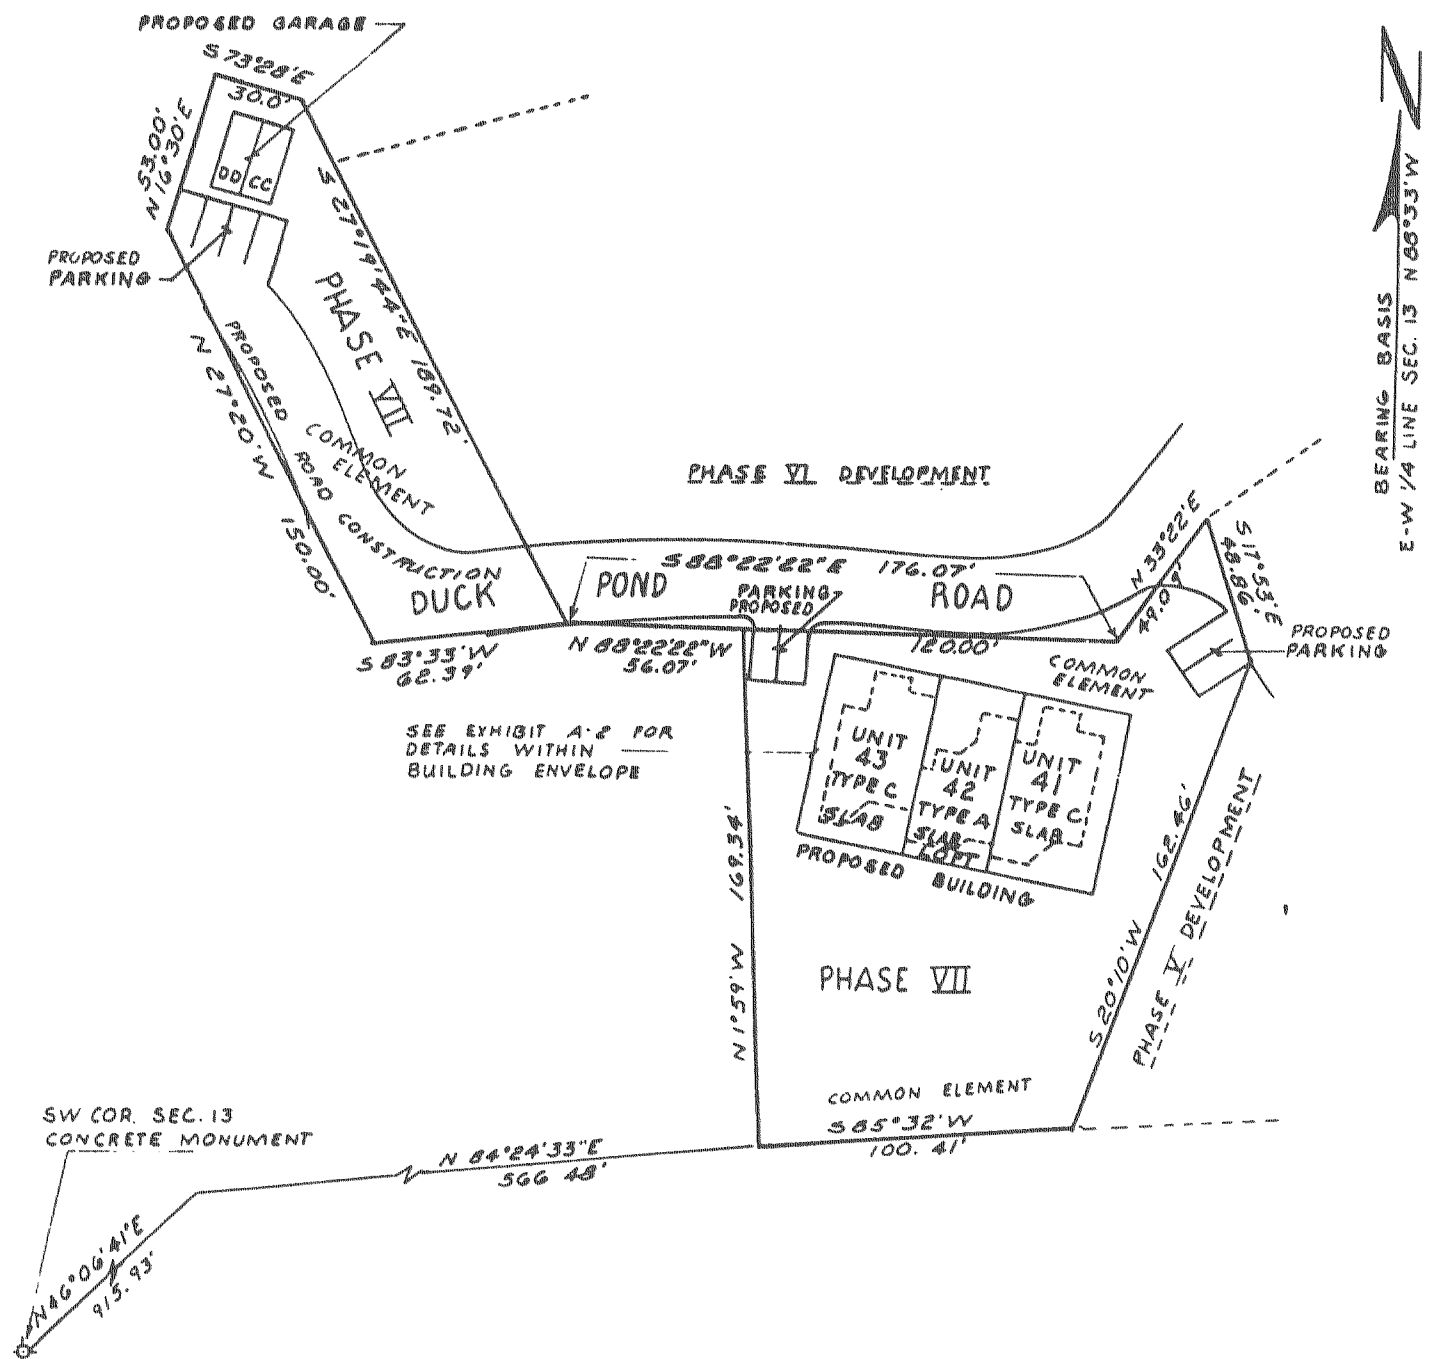 PROPOSED GARAGE
S 73°28'E
30.0'
53.00'
N 16°30'E
DD CC
PROPOSED
PARKING
S 27°19'44"E 189.72'
PHASE VII
N 27°20'W 150.00'
PROPOSED ROAD CONSTRUCTION
COMMON
ELEMENT
N
BEARING BASIS
E-W 1/4 LINE SEC. 13 N 88°53'W
PHASE VI DEVELOPMENT
S 88°22'22"E 176.07'
DUCK POND ROAD
PARKING
PROPOSED
N 33°22'E
49.09'
S 17°53'E
48.86'
PROPOSED
PARKING
S 83°33'W
62.39'
N 88°22'22"W
56.07'
120.00'
COMMON
ELEMENT
SEE EXHIBIT A-2 FOR
DETAILS WITHIN
BUILDING ENVELOPE
UNIT
43
TYPE C
SLAB
UNIT
42
TYPE A
SLAB
LOFT
UNIT
41
TYPE C
SLAB
PROPOSED BUILDING
N 1°59'W 169.34'
S 20°10'W 162.46'
PHASE V DEVELOPMENT
PHASE VII
COMMON ELEMENT
S 85°32'W
100.41'
SW COR. SEC. 13
CONCRETE MONUMENT
N 84°24'33"E
566.48'
N46°06'41"E
915.93'